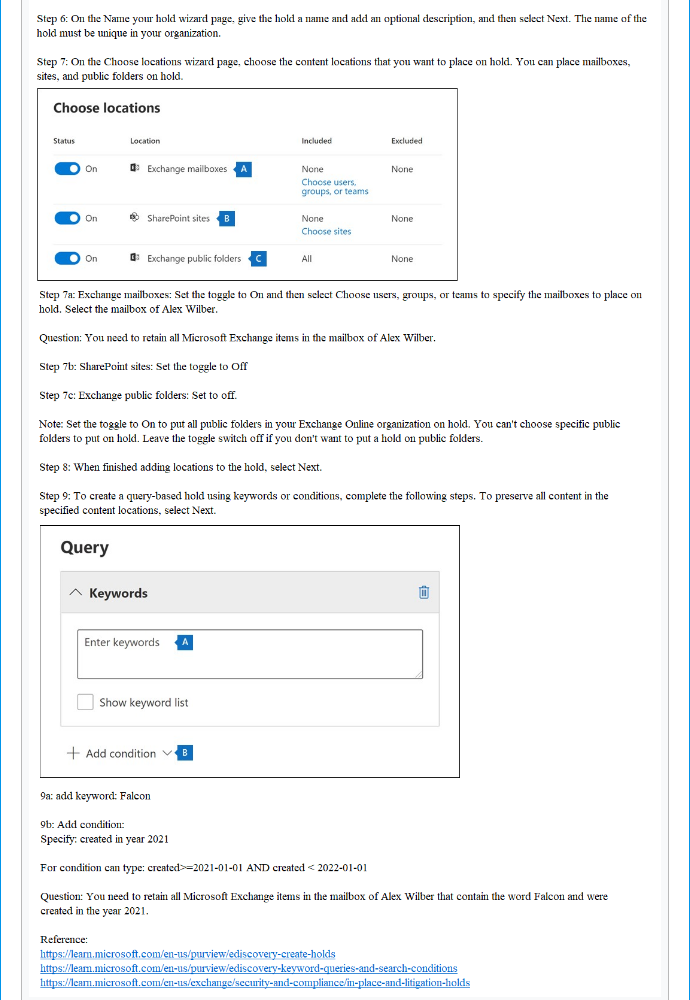 Step 6: On the Name your hold wizard page, give the hold a name and add an optional description, and then select Next. The name of the
hold must be unique in your organization.
Step 7: On the Choose locations wizard page, choose the content locations that you want to place on hold. You can place mailboxes,
sites, and public folders on hold.
Choose locations
Status Location Included Excluded
On Exchange mailboxes A None None
Choose users,
groups, or teams
On SharePoint sites B None None
Choose sites
On Exchange public folders C All None
Step 7a: Exchange mailboxes: Set the toggle to On and then select Choose users, groups, or teams to specify the mailboxes to place on
hold. Select the mailbox of Alex Wilber.
Question: You need to retain all Microsoft Exchange items in the mailbox of Alex Wilber.
Step 7b: SharePoint sites: Set the toggle to Off
Step 7c: Exchange public folders: Set to off.
Note: Set the toggle to On to put all public folders in your Exchange Online organization on hold. You can't choose specific public
folders to put on hold. Leave the toggle switch off if you don't want to put a hold on public folders.
Step 8: When finished adding locations to the hold, select Next.
Step 9: To create a query-based hold using keywords or conditions, complete the following steps. To preserve all content in the
specified content locations, select Next.
Query
Keywords
Enter keywords A
Show keyword list
+ Add condition B
9a: add keyword: Falcon
9b: Add condition:
Specify: created in year 2021
For condition can type: created>=2021-01-01 AND created < 2022-01-01
Question: You need to retain all Microsoft Exchange items in the mailbox of Alex Wilber that contain the word Falcon and were
created in the year 2021.
Reference:
https://learn.microsoft.com/en-us/purview/ediscovery-create-holds
https://learn.microsoft.com/en-us/purview/ediscovery-keyword-queries-and-search-conditions
https://learn.microsoft.com/en-us/exchange/security-and-compliance/in-place-and-litigation-holds